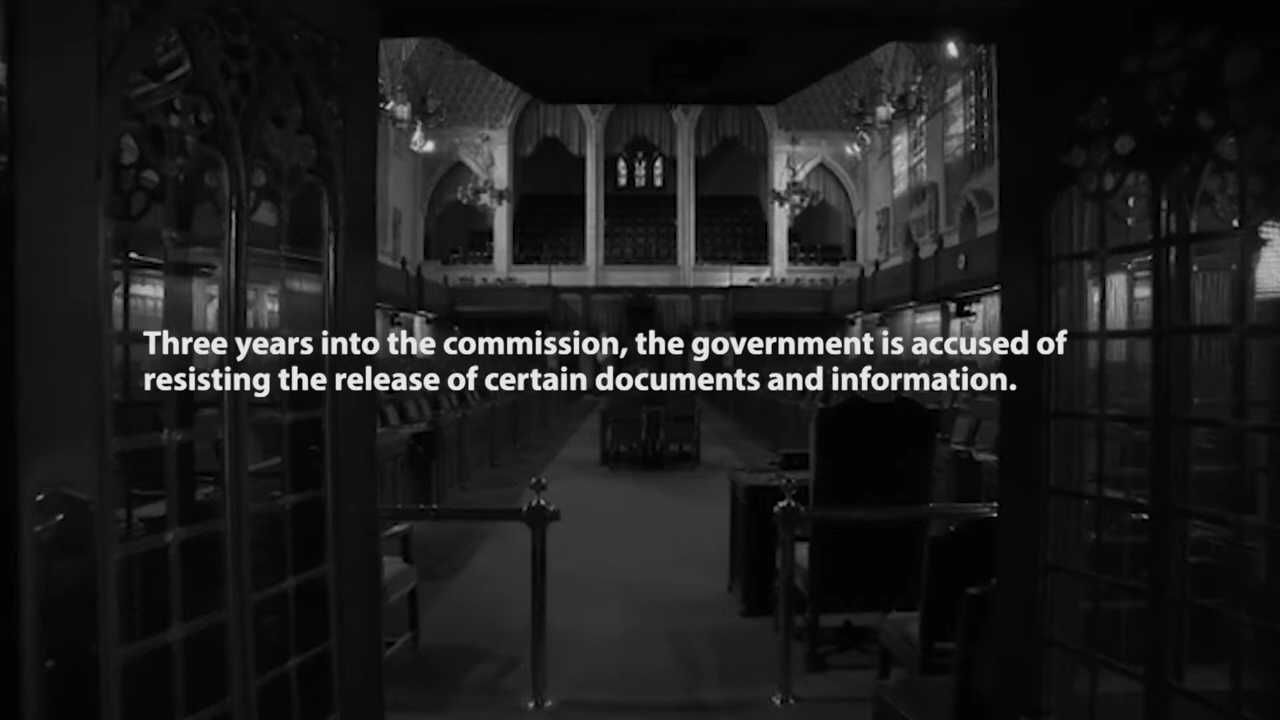 Three years into the commission, the government is accused of
resisting the release of certain documents and information.